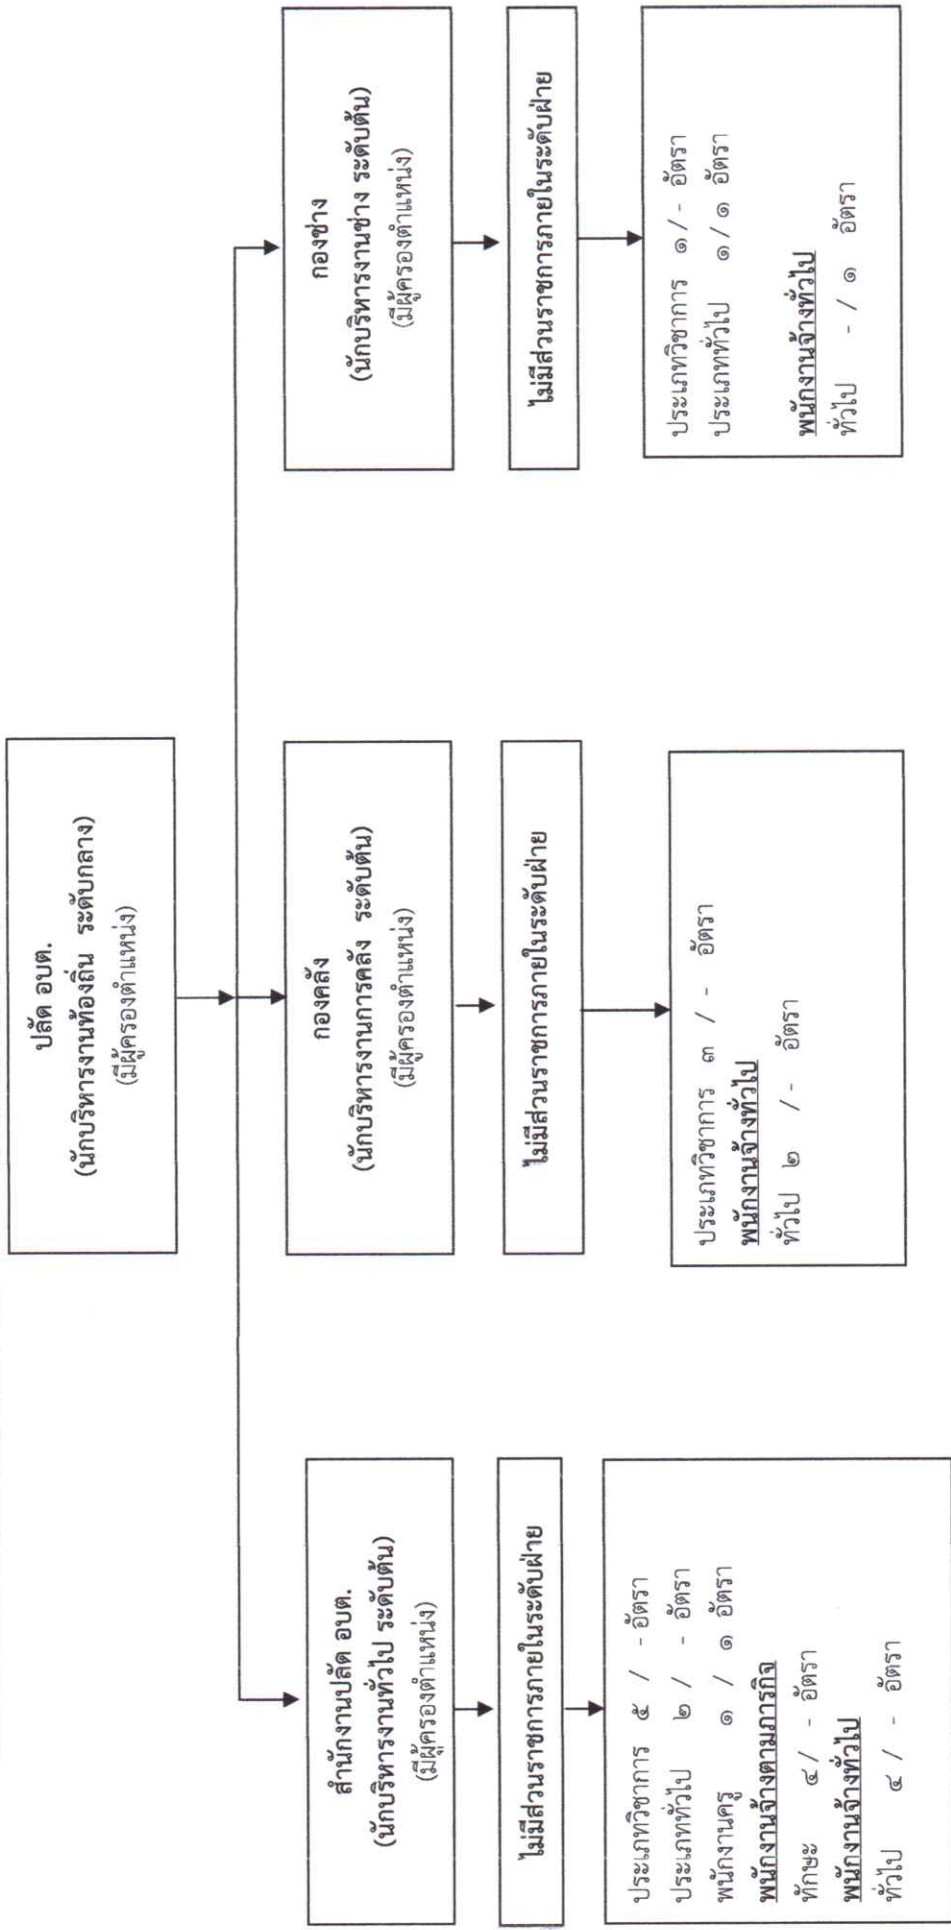 ปลัด อบต.
(นักบริหารงานท้องถิ่น ระดับกลาง)
(มีผู้ครองตำแหน่ง)
สำนักงานปลัด อบต.
(นักบริหารงานทั่วไป ระดับต้น)
(มีผู้ครองตำแหน่ง)
ไม่มีส่วนราชการภายในระดับฝ่าย
ประเภทวิชาการ ๕ / - อัตรา
ประเภททั่วไป ๒ / - อัตรา
พนักงานครู ๑ / ๑ อัตรา
พนักงานจ้างตามภารกิจ
ทักษะ ๔ / - อัตรา
พนักงานจ้างทั่วไป
ทั่วไป ๔ / - อัตรา
กองคลัง
(นักบริหารงานการคลัง ระดับต้น)
(มีผู้ครองตำแหน่ง)
ไม่มีส่วนราชการภายในระดับฝ่าย
ประเภทวิชาการ ๓ / - อัตรา
พนักงานจ้างทั่วไป
ทั่วไป ๒ / - อัตรา
กองช่าง
(นักบริหารงานช่าง ระดับต้น)
(มีผู้ครองตำแหน่ง)
ไม่มีส่วนราชการภายในระดับฝ่าย
ประเภทวิชาการ ๑ / - อัตรา
ประเภททั่วไป ๑ / ๑ อัตรา
พนักงานจ้างทั่วไป
ทั่วไป - / ๑ อัตรา